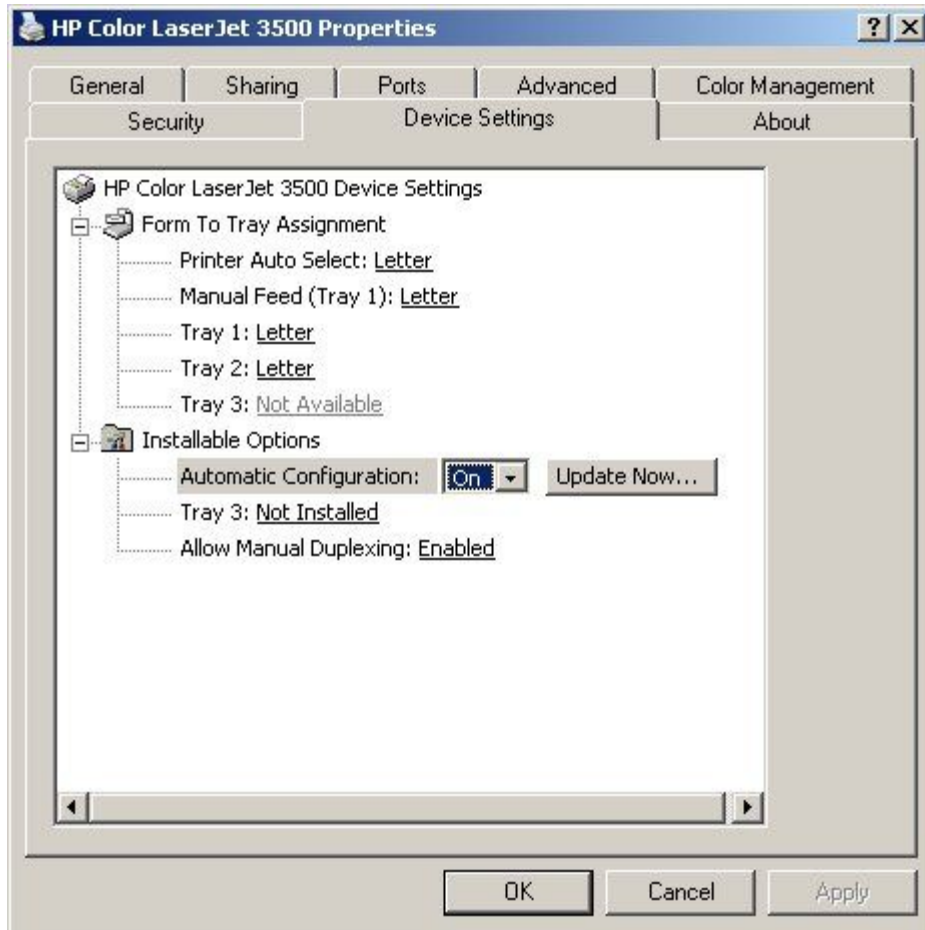 HP Color LaserJet 3500 Properties
General Sharing Ports Advanced Color Management
Security Device Settings About
HP Color LaserJet 3500 Device Settings
Form To Tray Assignment
Printer Auto Select: Letter
Manual Feed (Tray 1): Letter
Tray 1: Letter
Tray 2: Letter
Tray 3: Not Available
Installable Options
Automatic Configuration: On Update Now...
Tray 3: Not Installed
Allow Manual Duplexing: Enabled
OK Cancel Apply